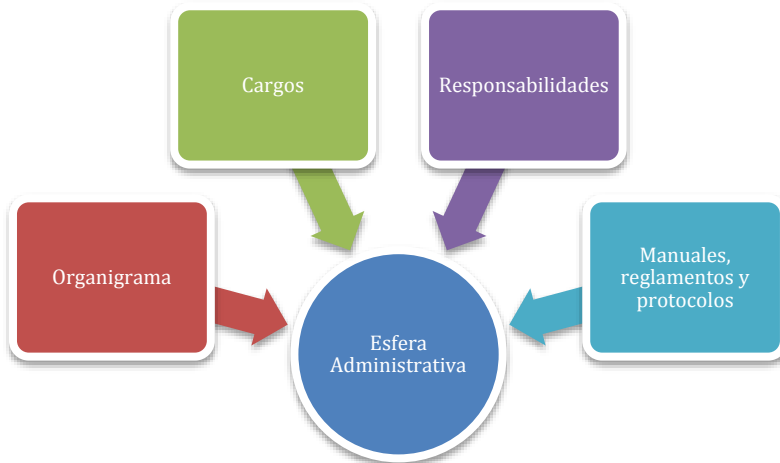 Cargos
Responsabilidades
Organigrama
Manuales,
reglamentos y
protocolos
Esfera
Administrativa